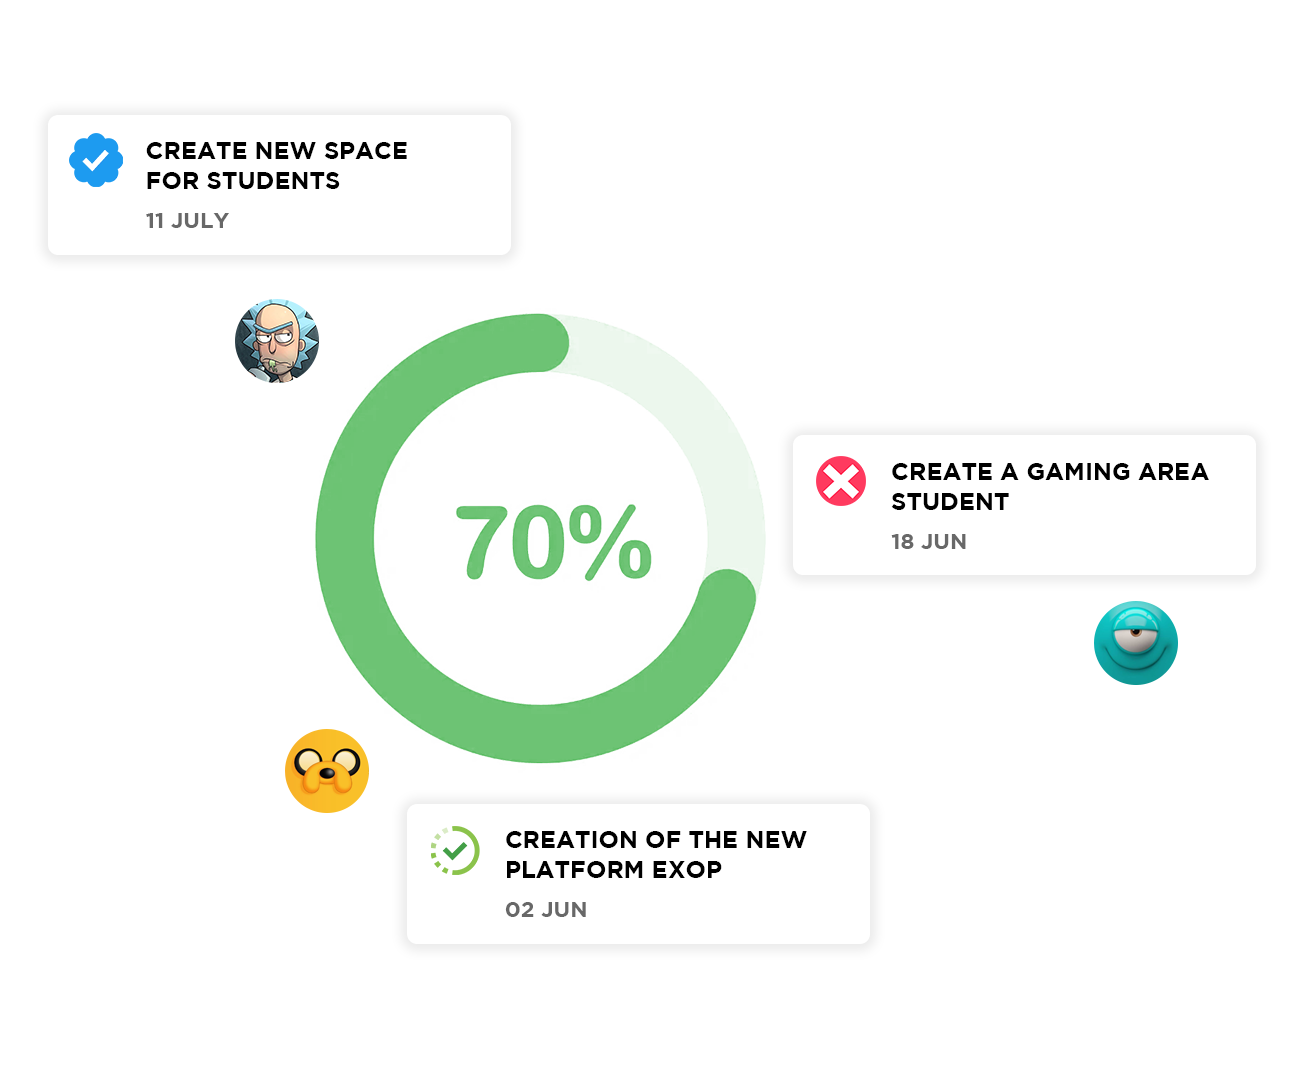 CREATE NEW SPACE
FOR STUDENTS
11 JULY
70%
CREATE A GAMING AREA
STUDENT
18 JUN
CREATION OF THE NEW
PLATFORM EXOP
02 JUN